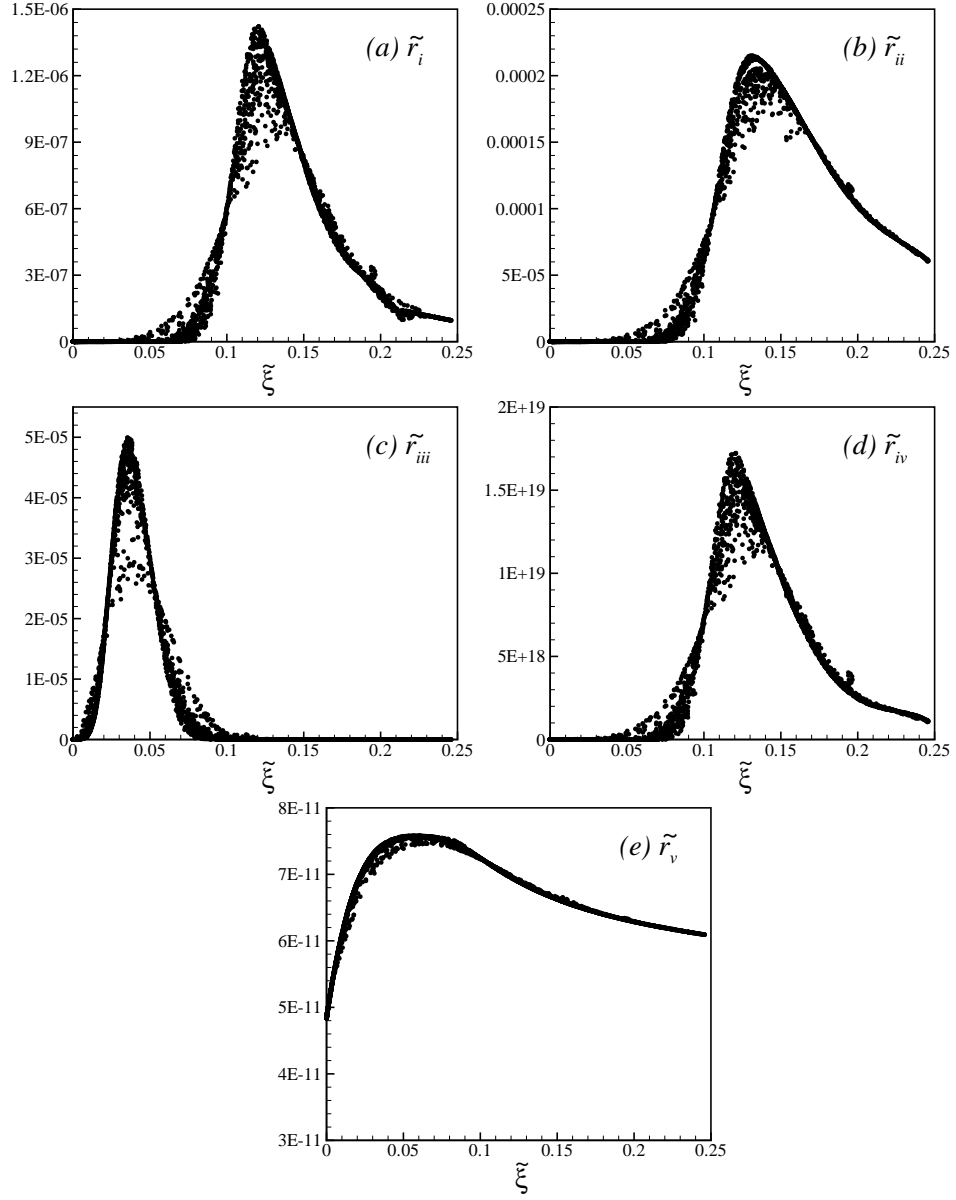 1.5E-06
1.2E-06
9E-07
6E-07
3E-07
0
0 0.05 0.1 0.15 0.2 0.25
ξ̃
(a) r̃_i
0.00025
0.0002
0.00015
0.0001
5E-05
0
0 0.05 0.1 0.15 0.2 0.25
ξ̃
(b) r̃_ii
5E-05
4E-05
3E-05
2E-05
1E-05
0
0 0.05 0.1 0.15 0.2 0.25
ξ̃
(c) r̃_iii
2E+19
1.5E+19
1E+19
5E+18
0
0 0.05 0.1 0.15 0.2 0.25
ξ̃
(d) r̃_iv
8E-11
7E-11
6E-11
5E-11
4E-11
3E-11
0 0.05 0.1 0.15 0.2 0.25
ξ̃
(e) r̃_v